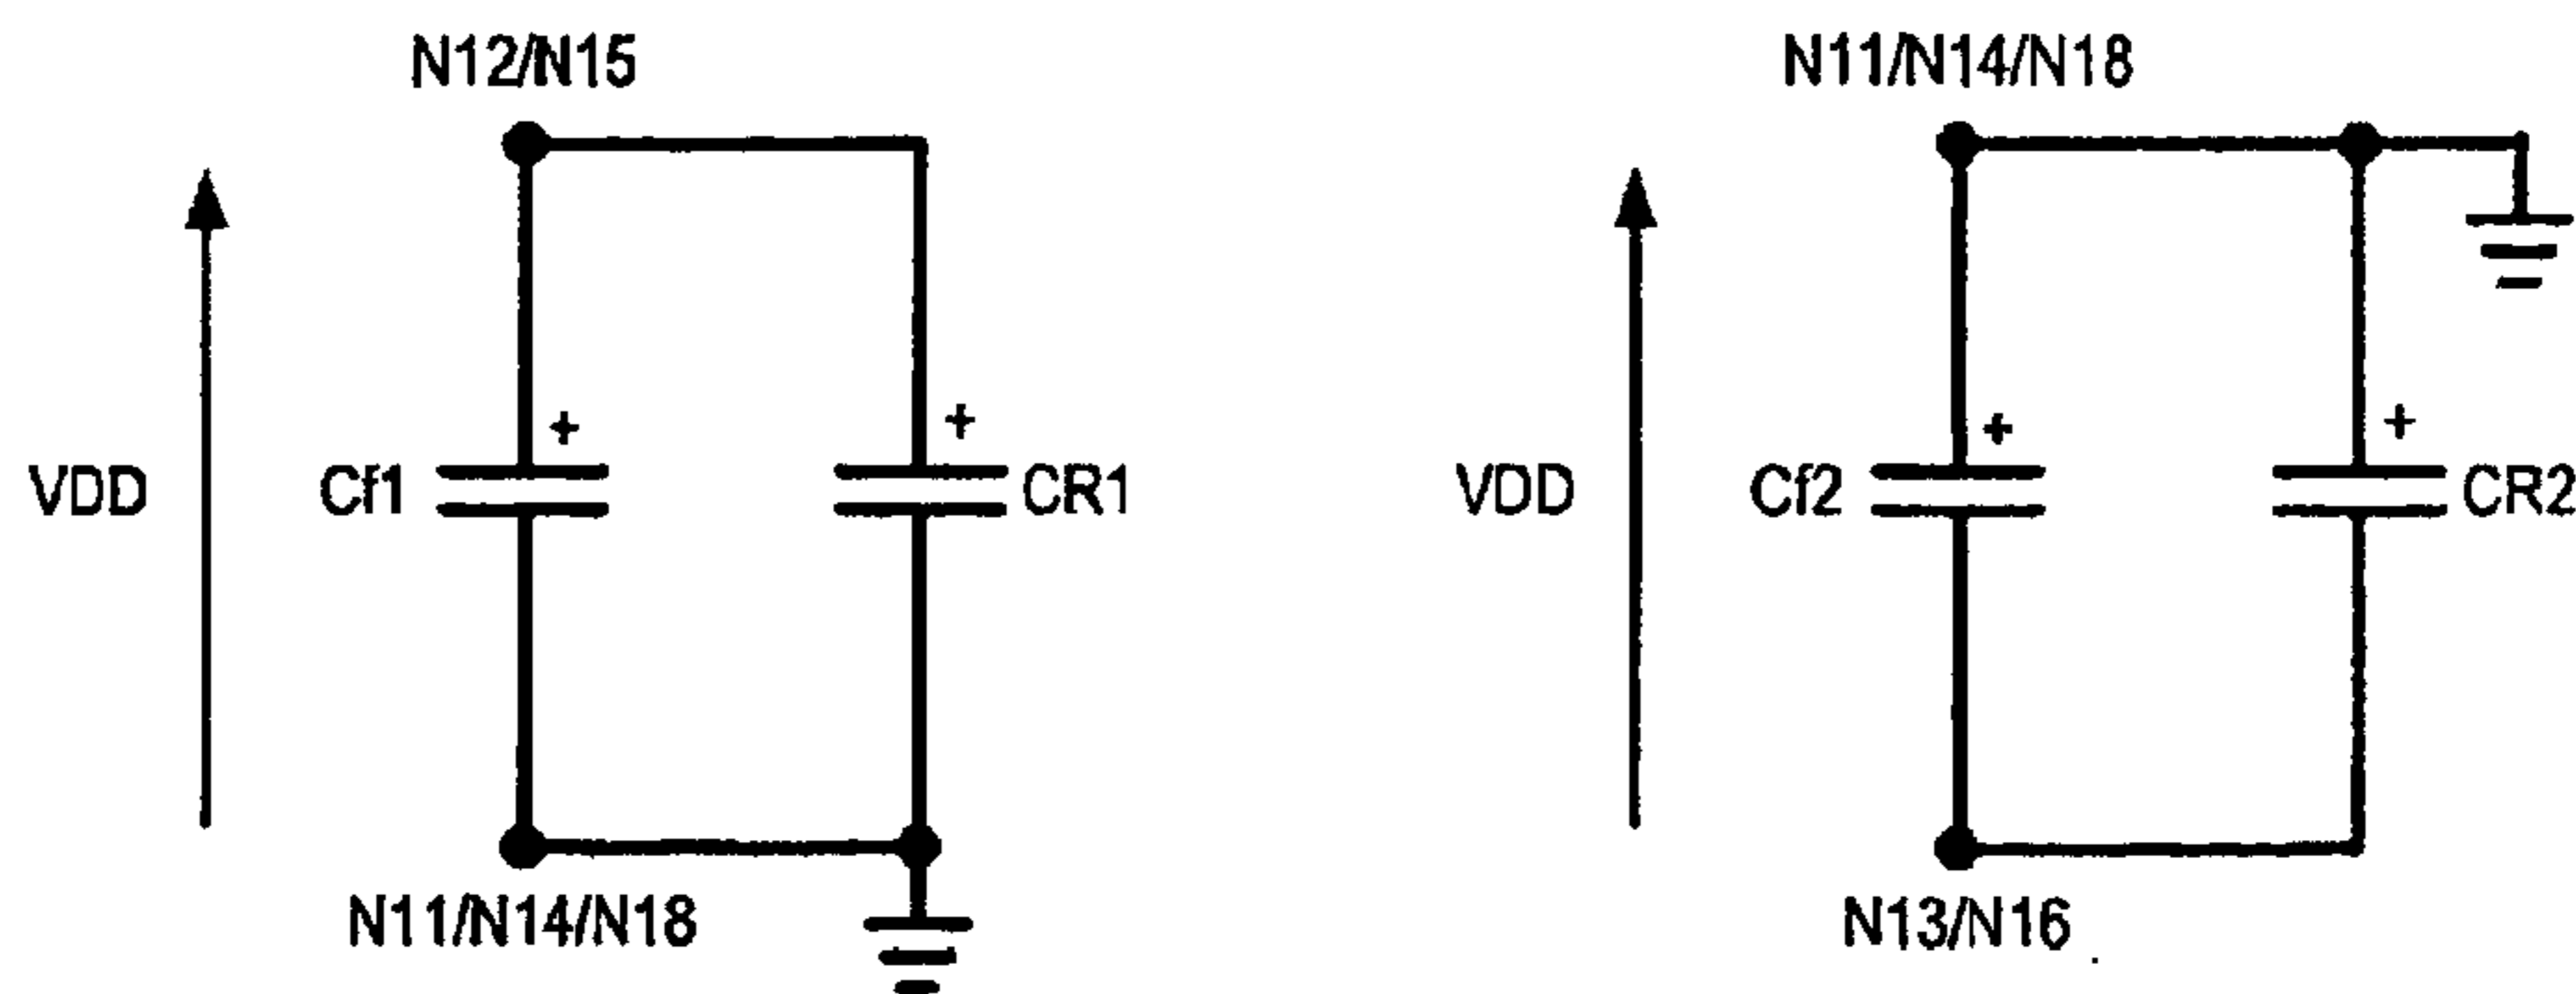 N12/N15
N11/N14/N18
+
+
+
+
VDD
Cf1
CR1
VDD
Cf2
CR2
N11/N14/N18
N13/N16